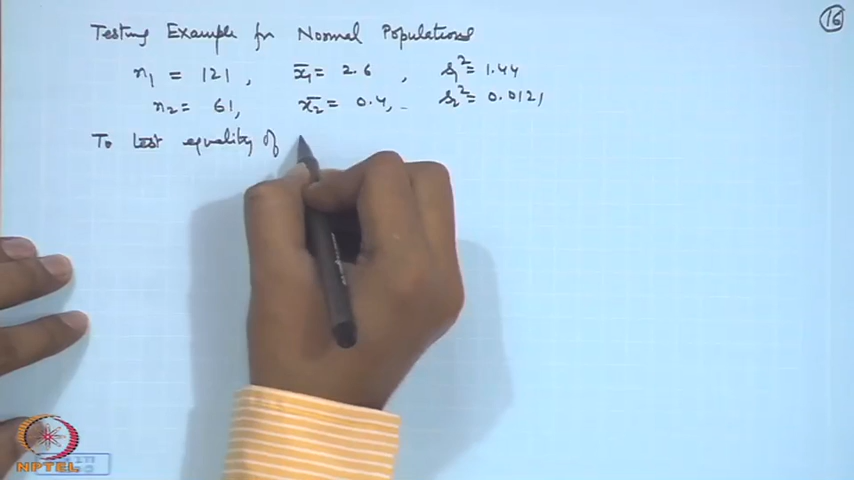 16
Testing Example for Normal Populations
n₁ = 121, x̄₁ = 2.6, s₁² = 1.44
n₂ = 61, x̄₂ = 0.4, s₂² = 0.0121
To test equality of
NPTEL